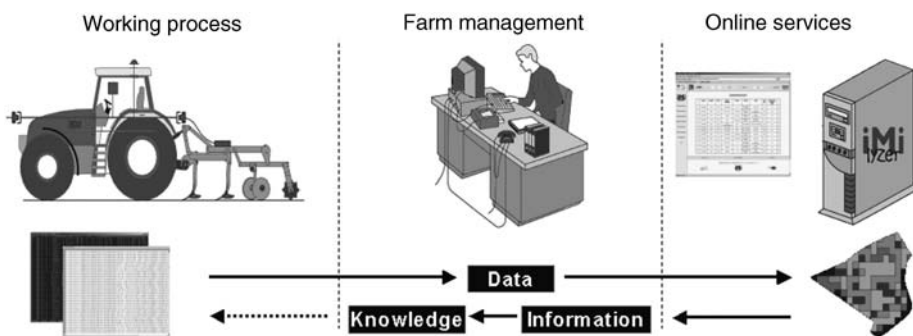 Working process
Farm management
Online services
iMi
lyzer
Data
Knowledge
Information